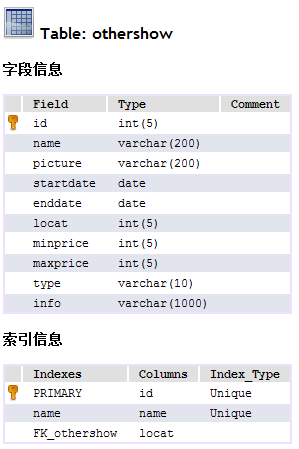 Table: othershow
字段信息
Field Type Comment
id int(5)
name varchar(200)
picture varchar(200)
startdate date
enddate date
locat int(5)
minprice int(5)
maxprice int(5)
type varchar(10)
info varchar(1000)
索引信息
Indexes Columns Index_Type
PRIMARY id Unique
name name Unique
FK_othershow locat